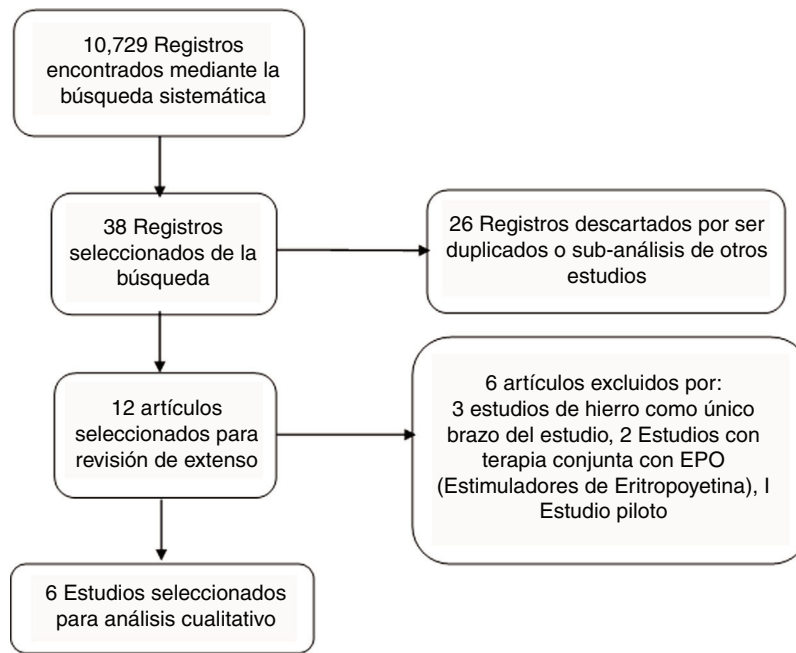 10,729 Registros
encontrados mediante la
búsqueda sistemática
38 Registros
seleccionados de la
búsqueda
26 Registros descartados por ser
duplicados o sub-análisis de otros
estudios
12 artículos
seleccionados para
revisión de extenso
6 artículos excluidos por:
3 estudios de hierro como único
brazo del estudio, 2 Estudios con
terapia conjunta con EPO
(Estimuladores de Eritropoyetina), I
Estudio piloto
6 Estudios seleccionados
para análisis cualitativo